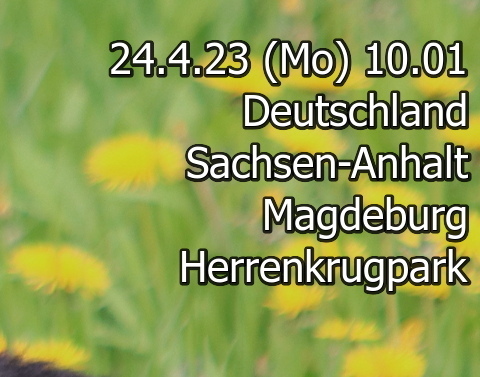 24.4.23 (Mo) 10.01
Deutschland
Sachsen-Anhalt
Magdeburg
Herrenkrugpark